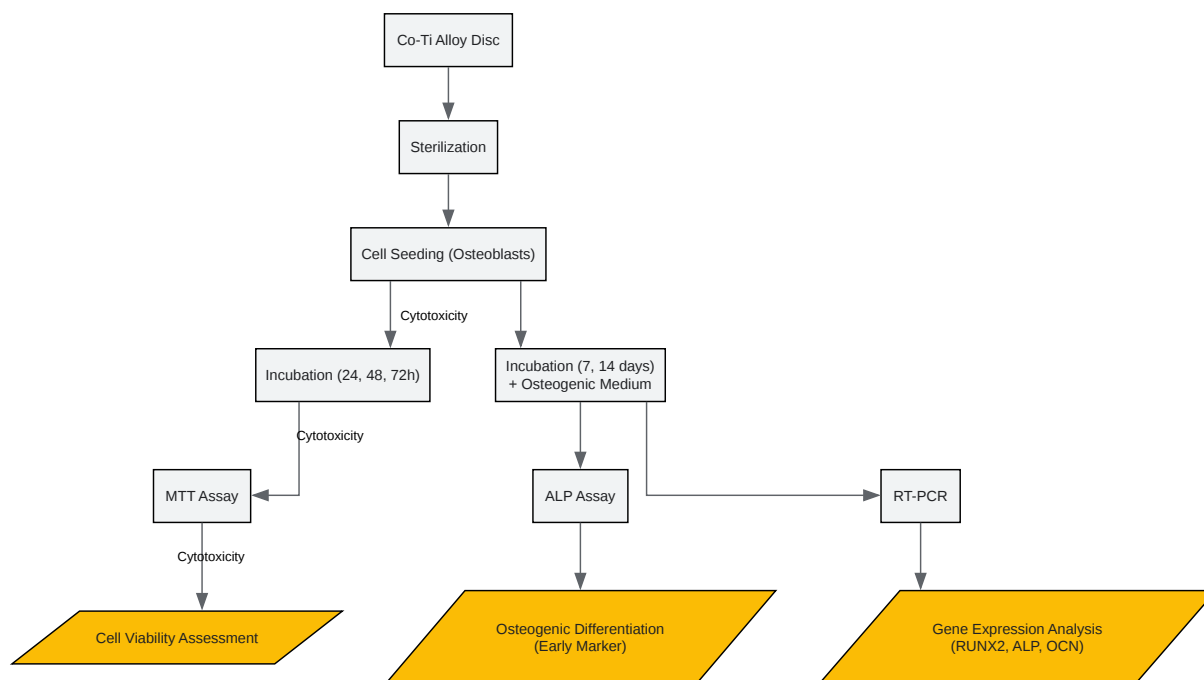 Co-Ti Alloy Disc
Sterilization
Cell Seeding (Osteoblasts)
Cytotoxicity
Incubation (24, 48, 72h)
Incubation (7, 14 days)
+ Osteogenic Medium
Cytotoxicity
MTT Assay
ALP Assay
RT-PCR
Cytotoxicity
Cell Viability Assessment
Osteogenic Differentiation
(Early Marker)
Gene Expression Analysis
(RUNX2, ALP, OCN)